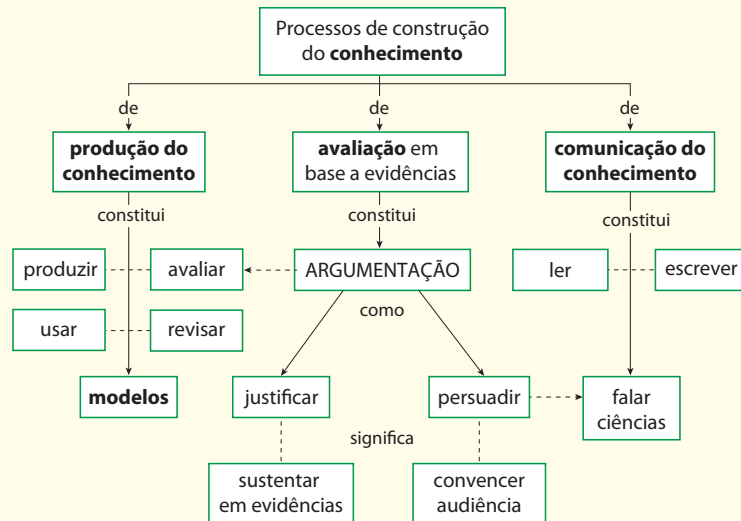 Processos de construção
do conhecimento
de
de
de
produção do
conhecimento
avaliação em
base a evidências
comunicação do
conhecimento
constitui
constitui
constitui
produzir
avaliar
ARGUMENTAÇÃO
ler
escrever
usar
revisar
como
modelos
justificar
persuadir
falar
ciências
significa
sustentar
em evidências
convencer
audiência